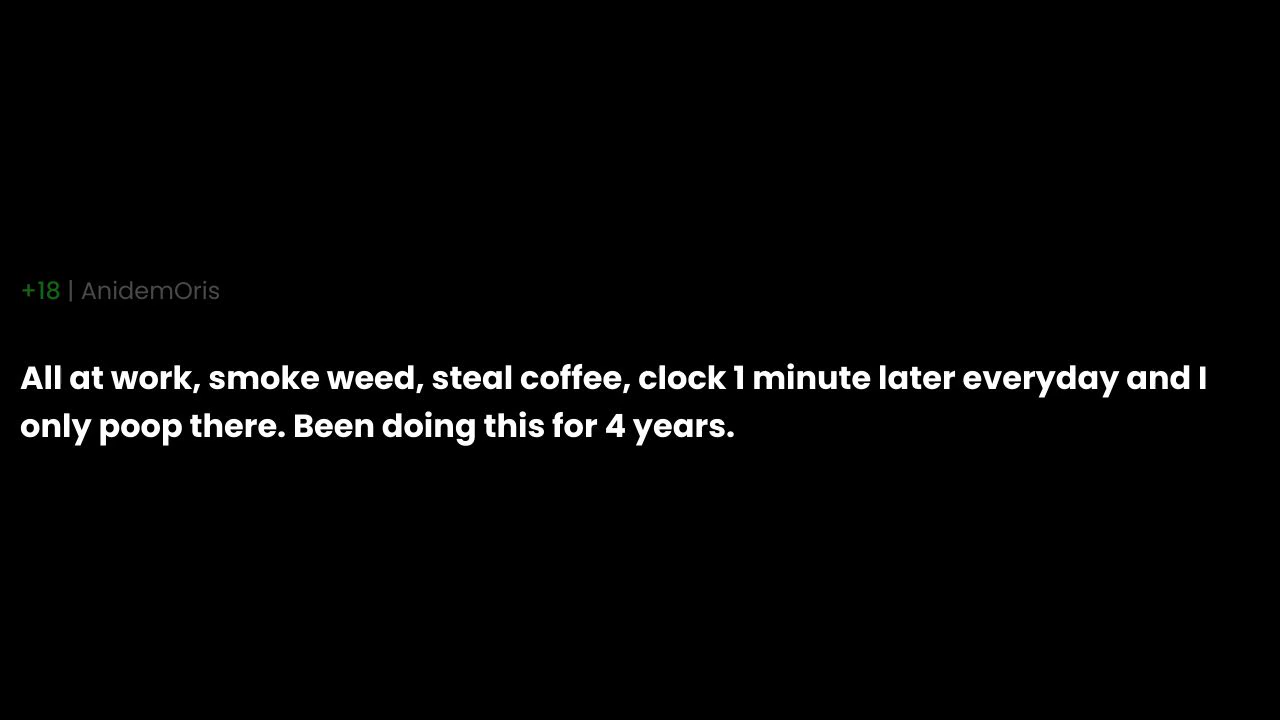 +18 | AnidemOris
All at work, smoke weed, steal coffee, clock 1 minute later everyday and I
only poop there. Been doing this for 4 years.